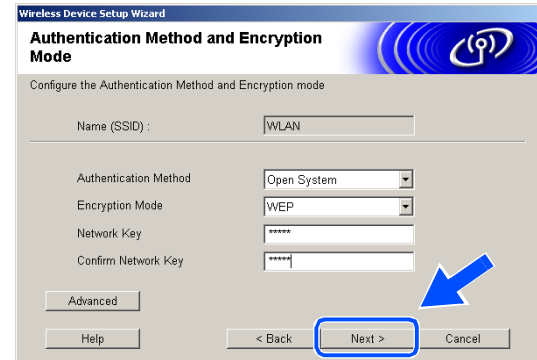 Wireless Device Setup Wizard
Authentication Method and Encryption
Mode
Configure the Authentication Method and Encryption mode
Name (SSID) : WLAN
Authentication Method Open System
Encryption Mode WEP
Network Key *****
Confirm Network Key *****
Advanced
Help < Back Next > Cancel